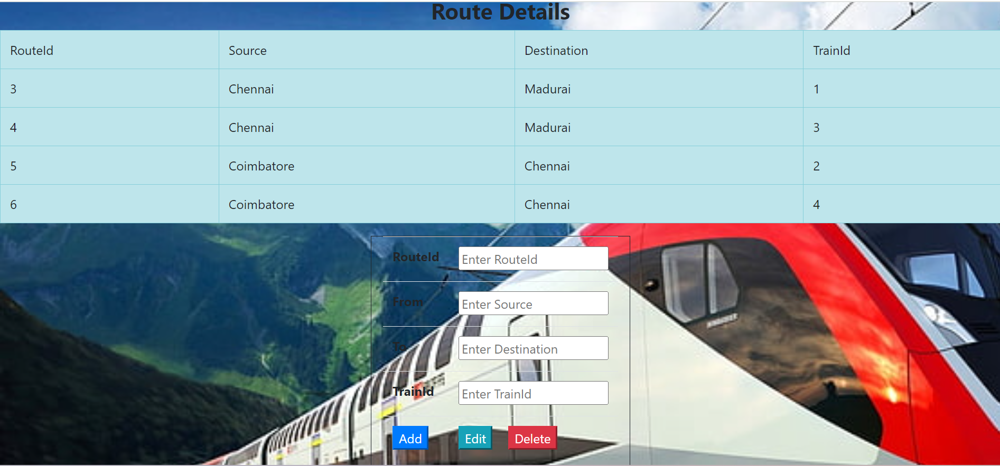 Route Details
RouteId Source Destination TrainId
3 Chennai Madurai 1
4 Chennai Madurai 3
5 Coimbatore Chennai 2
6 Coimbatore Chennai 4
RouteId Enter RouteId
From Enter Source
To Enter Destination
TrainId Enter TrainId
Add Edit Delete